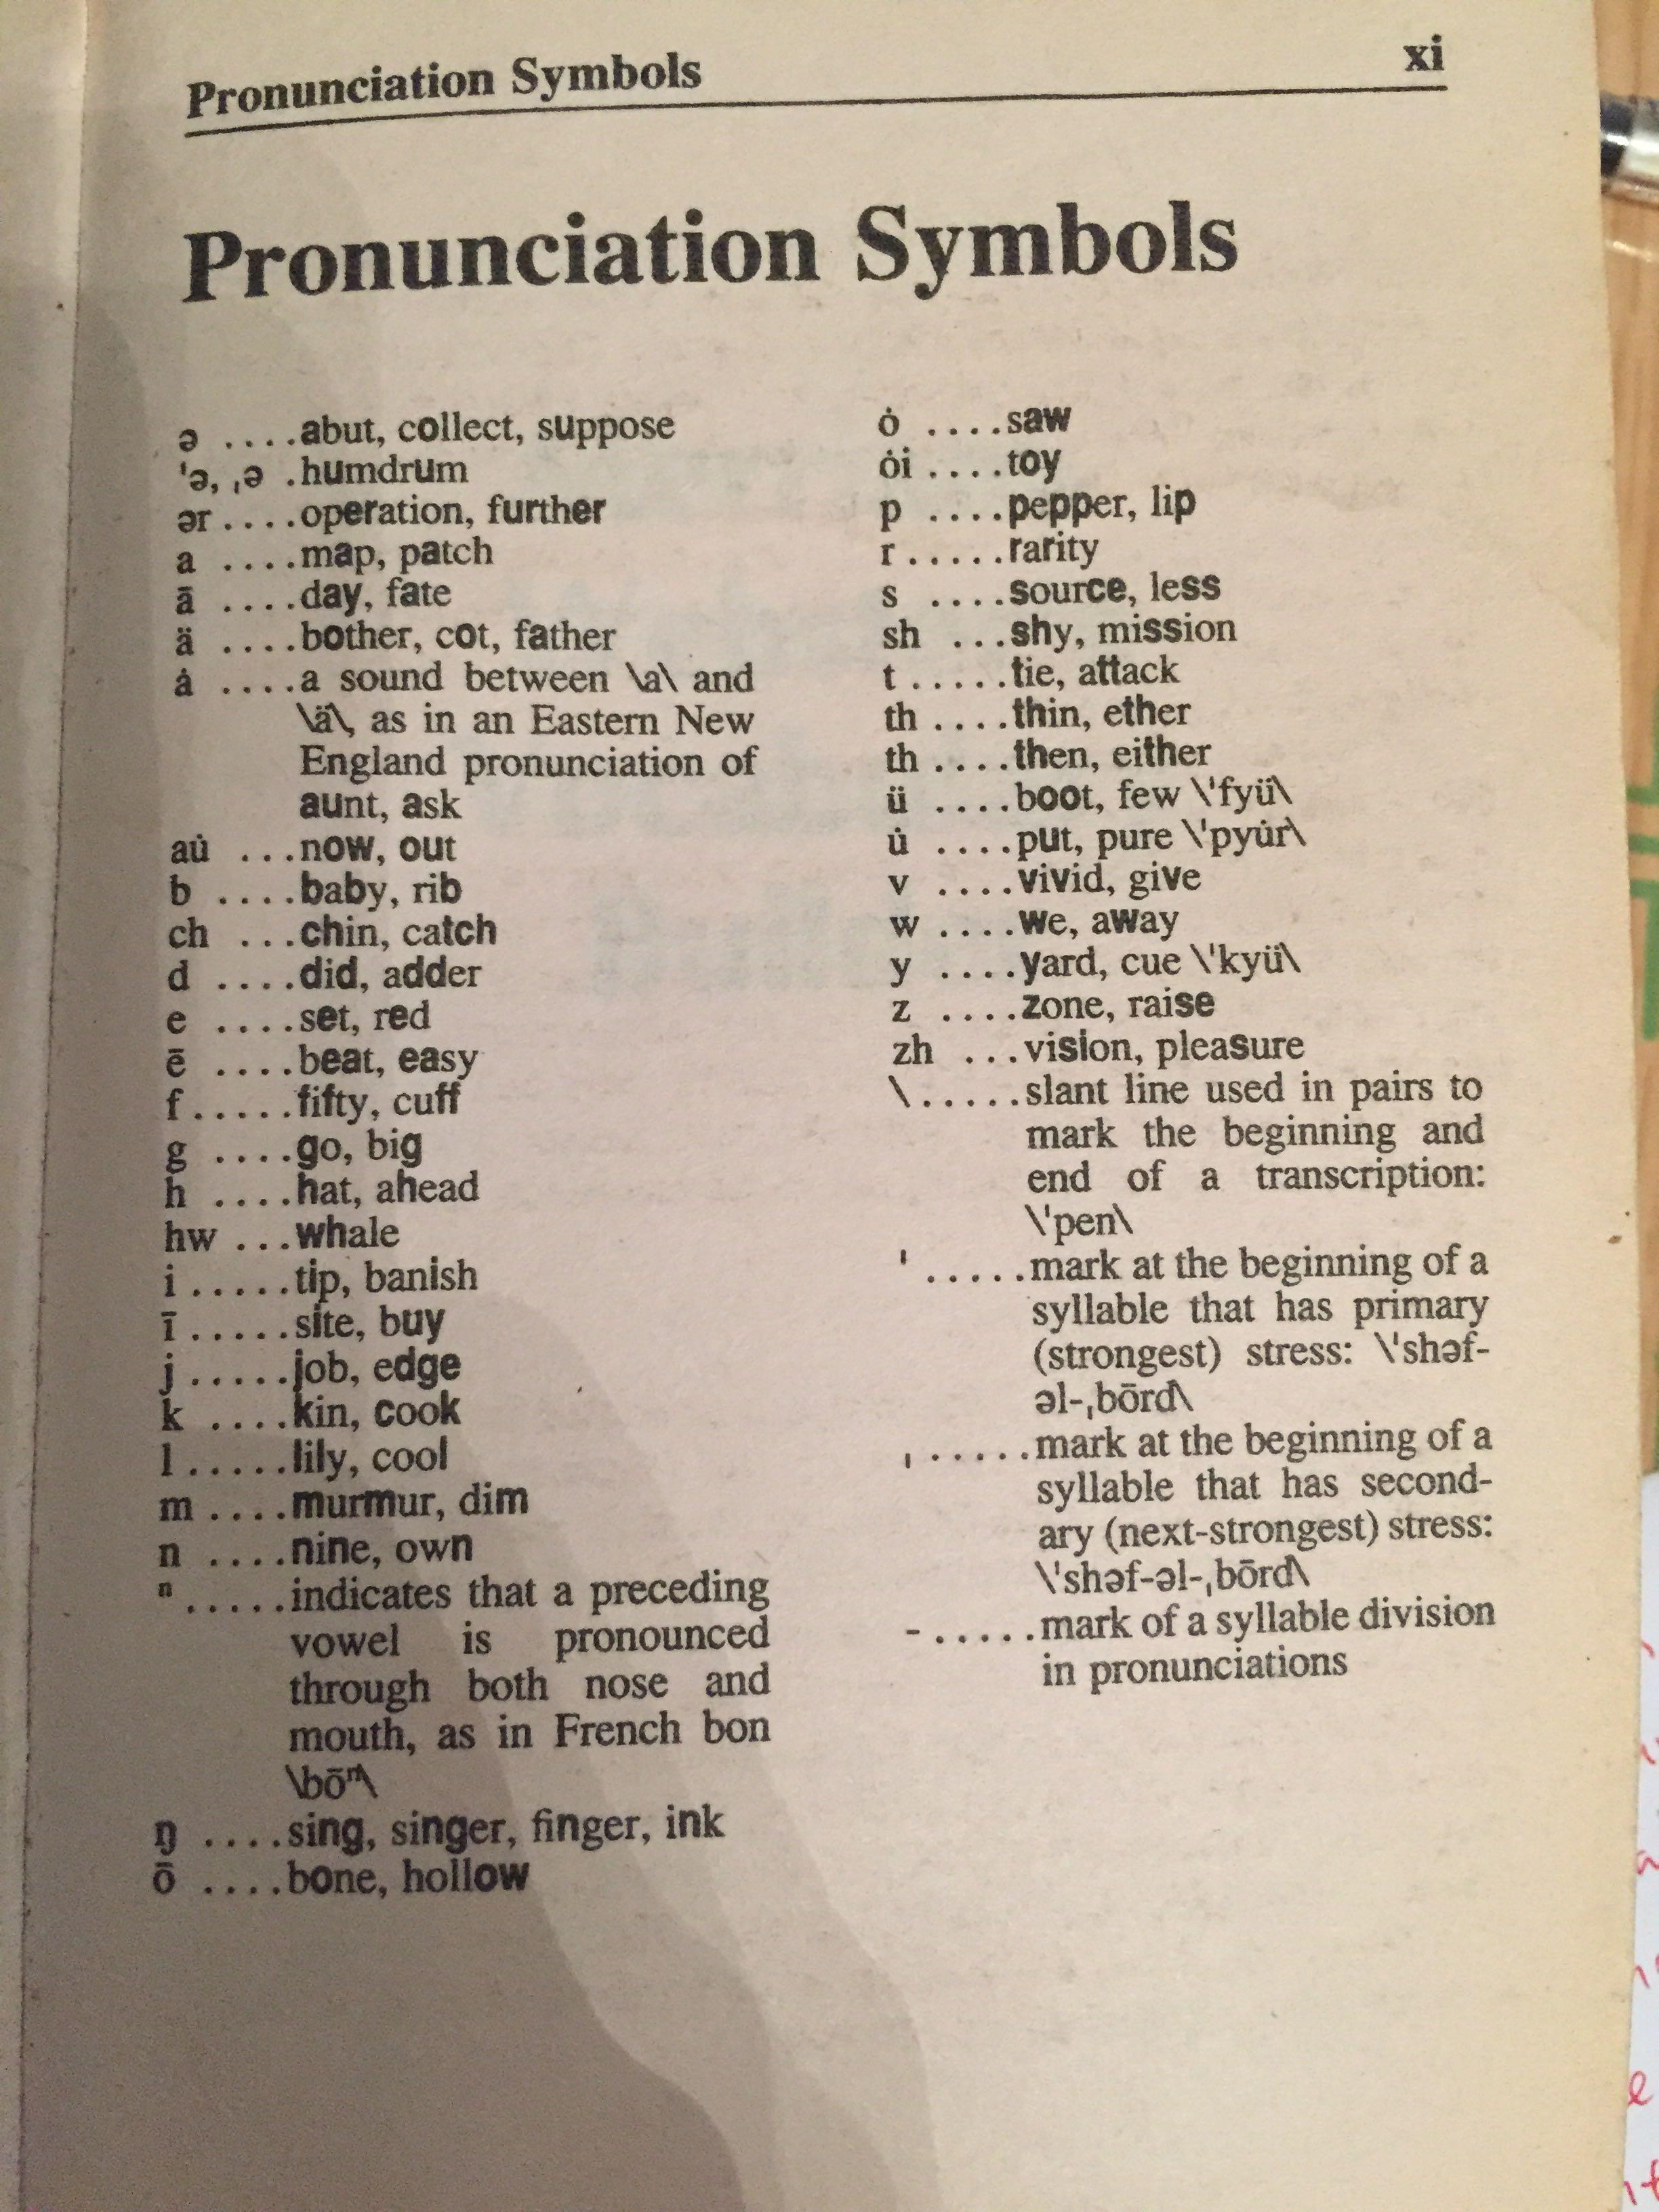 Pronunciation Symbols
xi
Pronunciation Symbols
ə ....abut, collect, suppose
ˈə, ˌə .humdrum
ər ....operation, further
a ....map, patch
ā ....day, fate
ä ....bother, cot, father
ȧ ....a sound between \a\ and
\ä\, as in an Eastern New
England pronunciation of
aunt, ask
au̇ ...now, out
b ....baby, rib
ch ...chin, catch
d ....did, adder
e ....set, red
ē ....beat, easy
f.....fifty, cuff
g ....go, big
h ....hat, ahead
hw ...whale
i.....tip, banish
ī.....site, buy
j.....job, edge
k ....kin, cook
l.....lily, cool
m ....murmur, dim
n ....nine, own
ⁿ.....indicates that a preceding
vowel is pronounced
through both nose and
mouth, as in French bon
\bōⁿ\
ŋ ....sing, singer, finger, ink
ō ....bone, hollow
ȯ ....saw
ȯi ....toy
p ....pepper, lip
r.....rarity
s ....source, less
sh ...shy, mission
t.....tie, attack
th ....thin, ether
th ....then, either
ü ....boot, few \ˈfyü\
u̇ ....put, pure \ˈpyu̇r\
v ....vivid, give
w ....we, away
y ....yard, cue \ˈkyü\
z ....zone, raise
zh ...vision, pleasure
\.....slant line used in pairs to
mark the beginning and
end of a transcription:
\ˈpen\
ˈ.....mark at the beginning of a
syllable that has primary
(strongest) stress: \ˈshəf-
əl-ˌbōrd\
ˌ......mark at the beginning of a
syllable that has second-
ary (next-strongest) stress:
\ˈshəf-əl-ˌbōrd\
-.....mark of a syllable division
in pronunciations